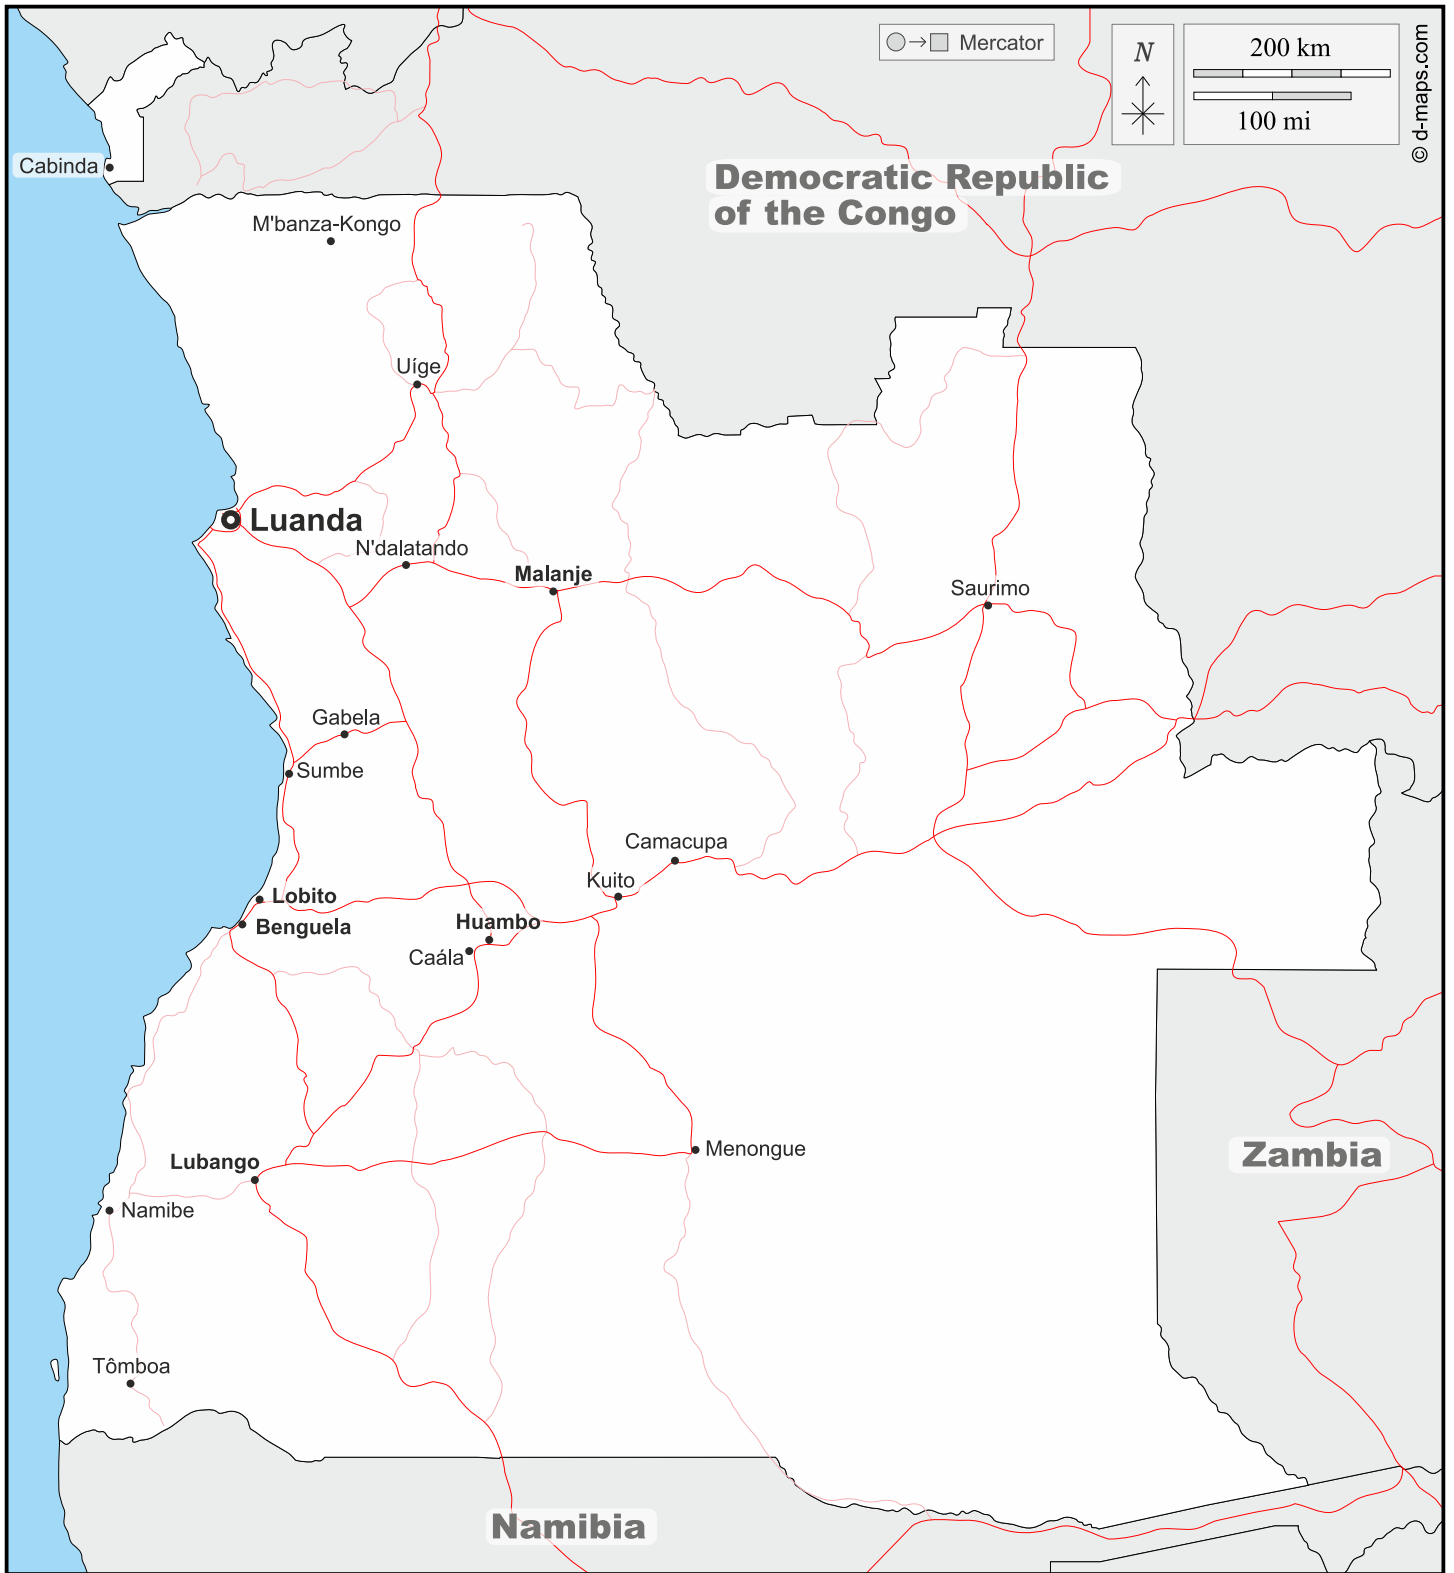 Mercator
N
200 km
100 mi
© d-maps.com
Cabinda
Democratic Republic
of the Congo
M'banza-Kongo
Uíge
Luanda
N'dalatando
Malanje
Saurimo
Gabela
Sumbe
Camacupa
Kuito
Lobito
Benguela
Huambo
Caála
Menongue
Zambia
Lubango
Namibe
Tômboa
Namibia